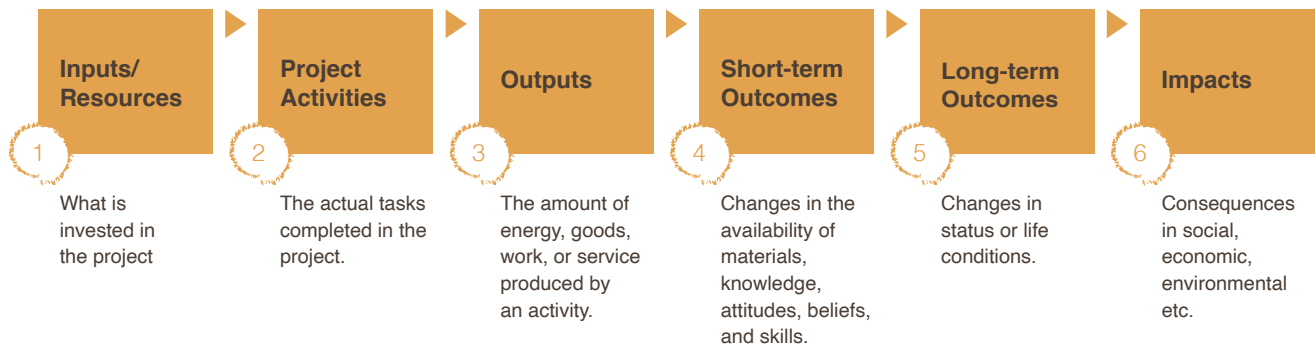 Inputs/
Resources
1
What is
invested in
the project
Project
Activities
2
The actual tasks
completed in the
project.
Outputs
3
The amount of
energy, goods,
work, or service
produced by
an activity.
Short-term
Outcomes
4
Changes in the
availability of
materials,
knowledge,
attitudes, beliefs,
and skills.
Long-term
Outcomes
5
Changes in
status or life
conditions.
Impacts
6
Consequences
in social,
economic,
environmental
etc.